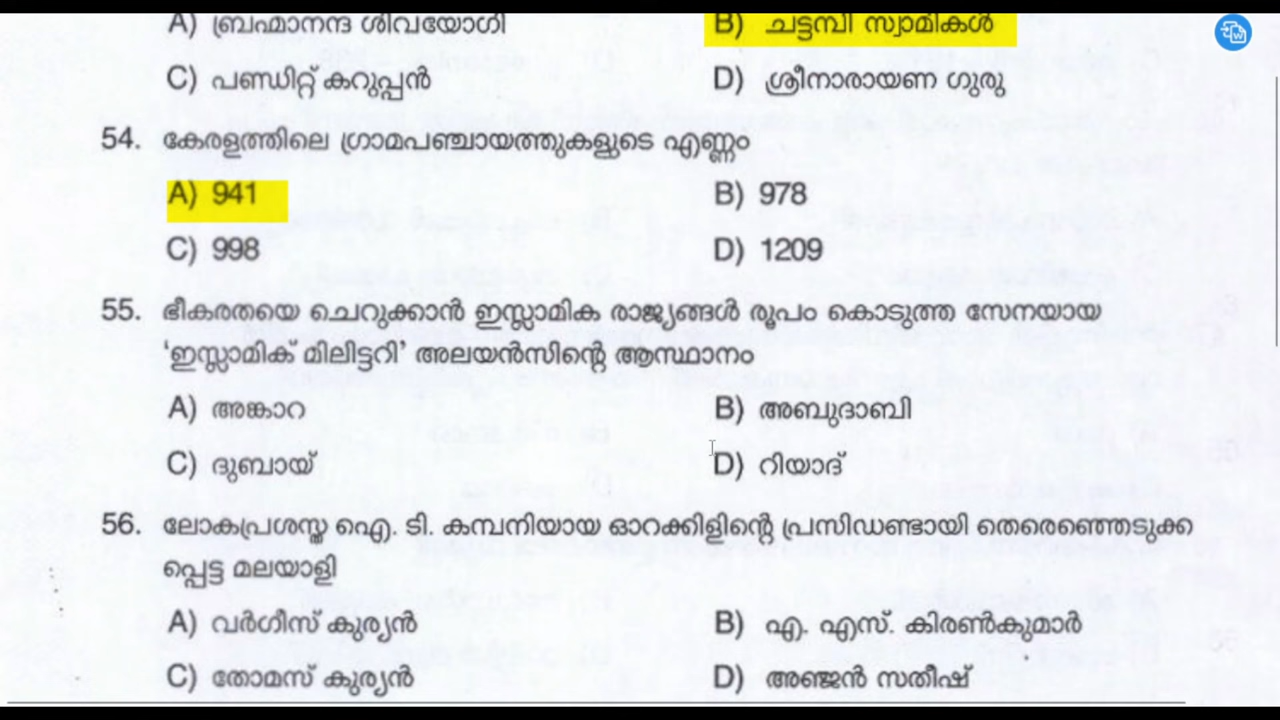 A) ബ്രഹ്മാനന്ദ ശിവയോഗി B) ചട്ടമ്പി സ്വാമികൾ
C) പണ്ഡിറ്റ് കറുപ്പൻ D) ശ്രീനാരായണ ഗുരു
54. കേരളത്തിലെ ഗ്രാമപഞ്ചായത്തുകളുടെ എണ്ണം
A) 941 B) 978
C) 998 D) 1209
55. ഭീകരതയെ ചെറുക്കാൻ ഇസ്ലാമിക രാജ്യങ്ങൾ രൂപം കൊടുത്ത സേനയായ
'ഇസ്ലാമിക് മിലിട്ടറി' അലയൻസിന്റെ ആസ്ഥാനം
A) അങ്കാറ B) അബുദാബി
C) ദുബായ് D) റിയാദ്
56. ലോകപ്രശസ്ത ഐ. ടി. കമ്പനിയായ ഓറക്കിളിന്റെ പ്രസിഡണ്ടായി തെരെഞ്ഞെടുക്ക
പ്പെട്ട മലയാളി
A) വർഗീസ് കുര്യൻ B) എ. എസ്. കിരൺകുമാർ
C) തോമസ് കുര്യൻ D) അഞ്ജൻ സതീഷ്